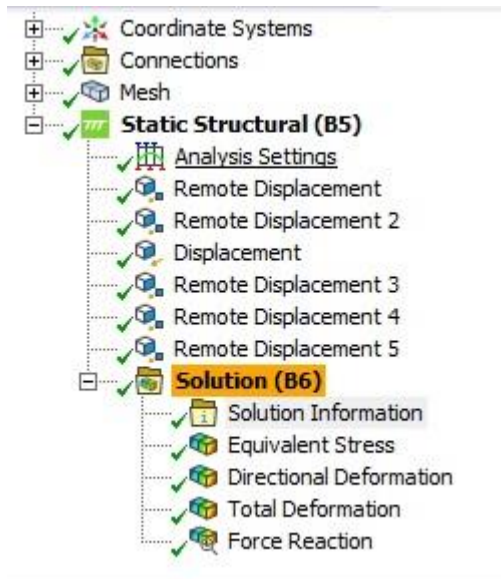 Coordinate Systems
Connections
Mesh
Static Structural (B5)
Analysis Settings
Remote Displacement
Remote Displacement 2
Displacement
Remote Displacement 3
Remote Displacement 4
Remote Displacement 5
Solution (B6)
Solution Information
Equivalent Stress
Directional Deformation
Total Deformation
Force Reaction